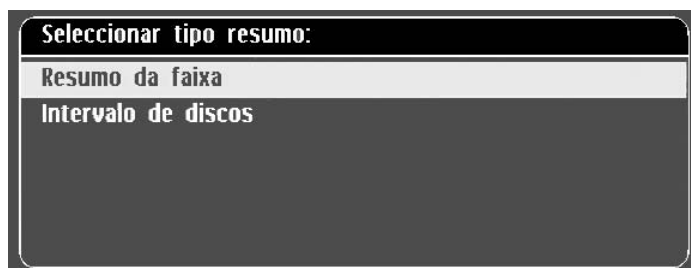 Seleccionar tipo resumo:
Resumo da faixa
Intervalo de discos